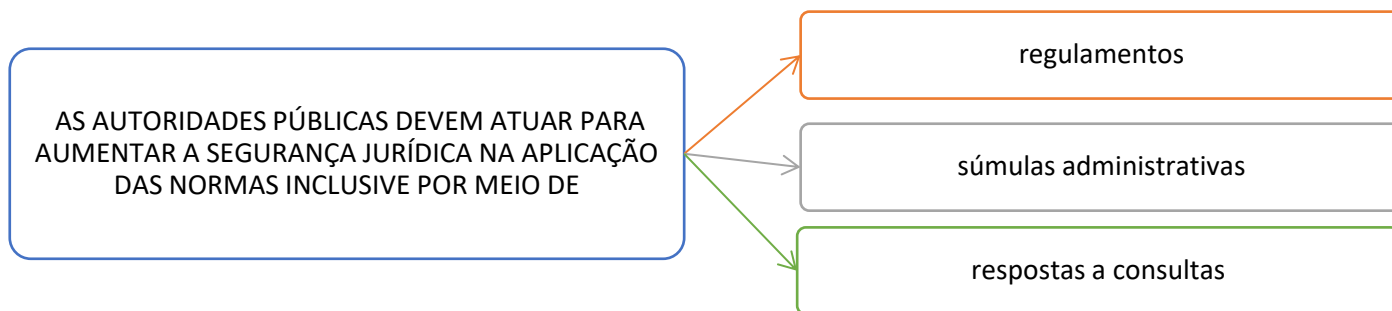 AS AUTORIDADES PÚBLICAS DEVEM ATUAR PARA
AUMENTAR A SEGURANÇA JURÍDICA NA APLICAÇÃO
DAS NORMAS INCLUSIVE POR MEIO DE
regulamentos
súmulas administrativas
respostas a consultas